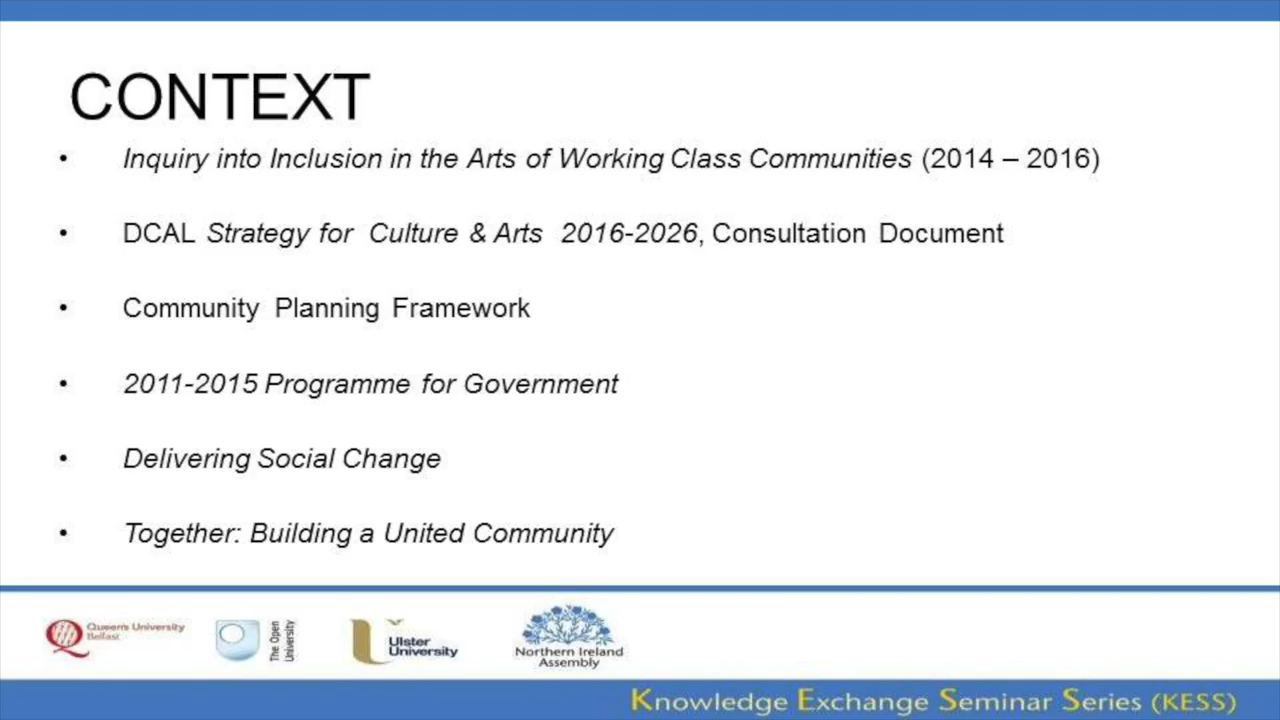 CONTEXT
• Inquiry into Inclusion in the Arts of Working Class Communities (2014 – 2016)
• DCAL Strategy for Culture & Arts 2016-2026, Consultation Document
• Community Planning Framework
• 2011-2015 Programme for Government
• Delivering Social Change
• Together: Building a United Community
Queen's University
Belfast
The Open
University
Ulster
University
Northern Ireland
Assembly
Knowledge Exchange Seminar Series (KESS)